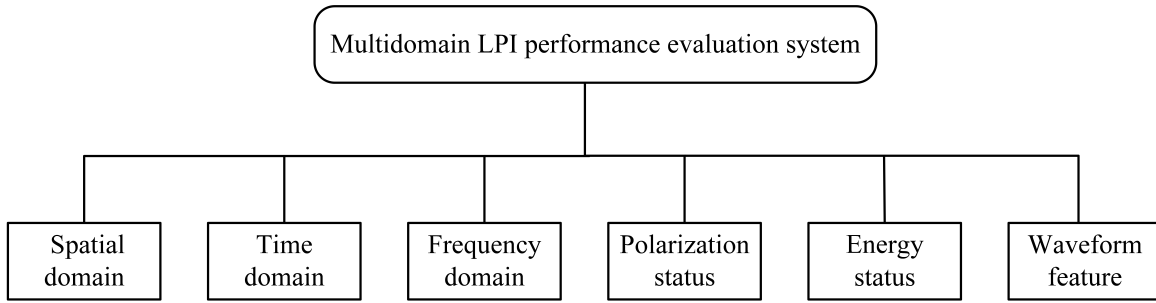 Multidomain LPI performance evaluation system
Spatial
domain
Time
domain
Frequency
domain
Polarization
status
Energy
status
Waveform
feature